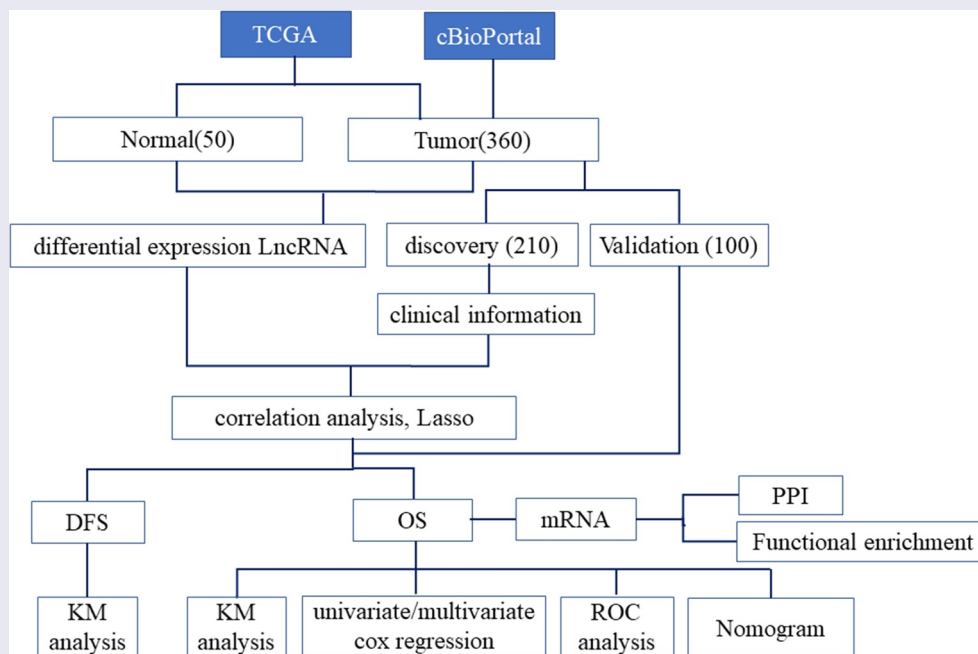 TCGA
cBioPortal
Normal(50)
Tumor(360)
differential expression LncRNA
discovery (210)
Validation (100)
clinical information
correlation analysis, Lasso
DFS
OS
mRNA
PPI
Functional enrichment
KM
analysis
KM
analysis
univariate/multivariate
cox regression
ROC
analysis
Nomogram